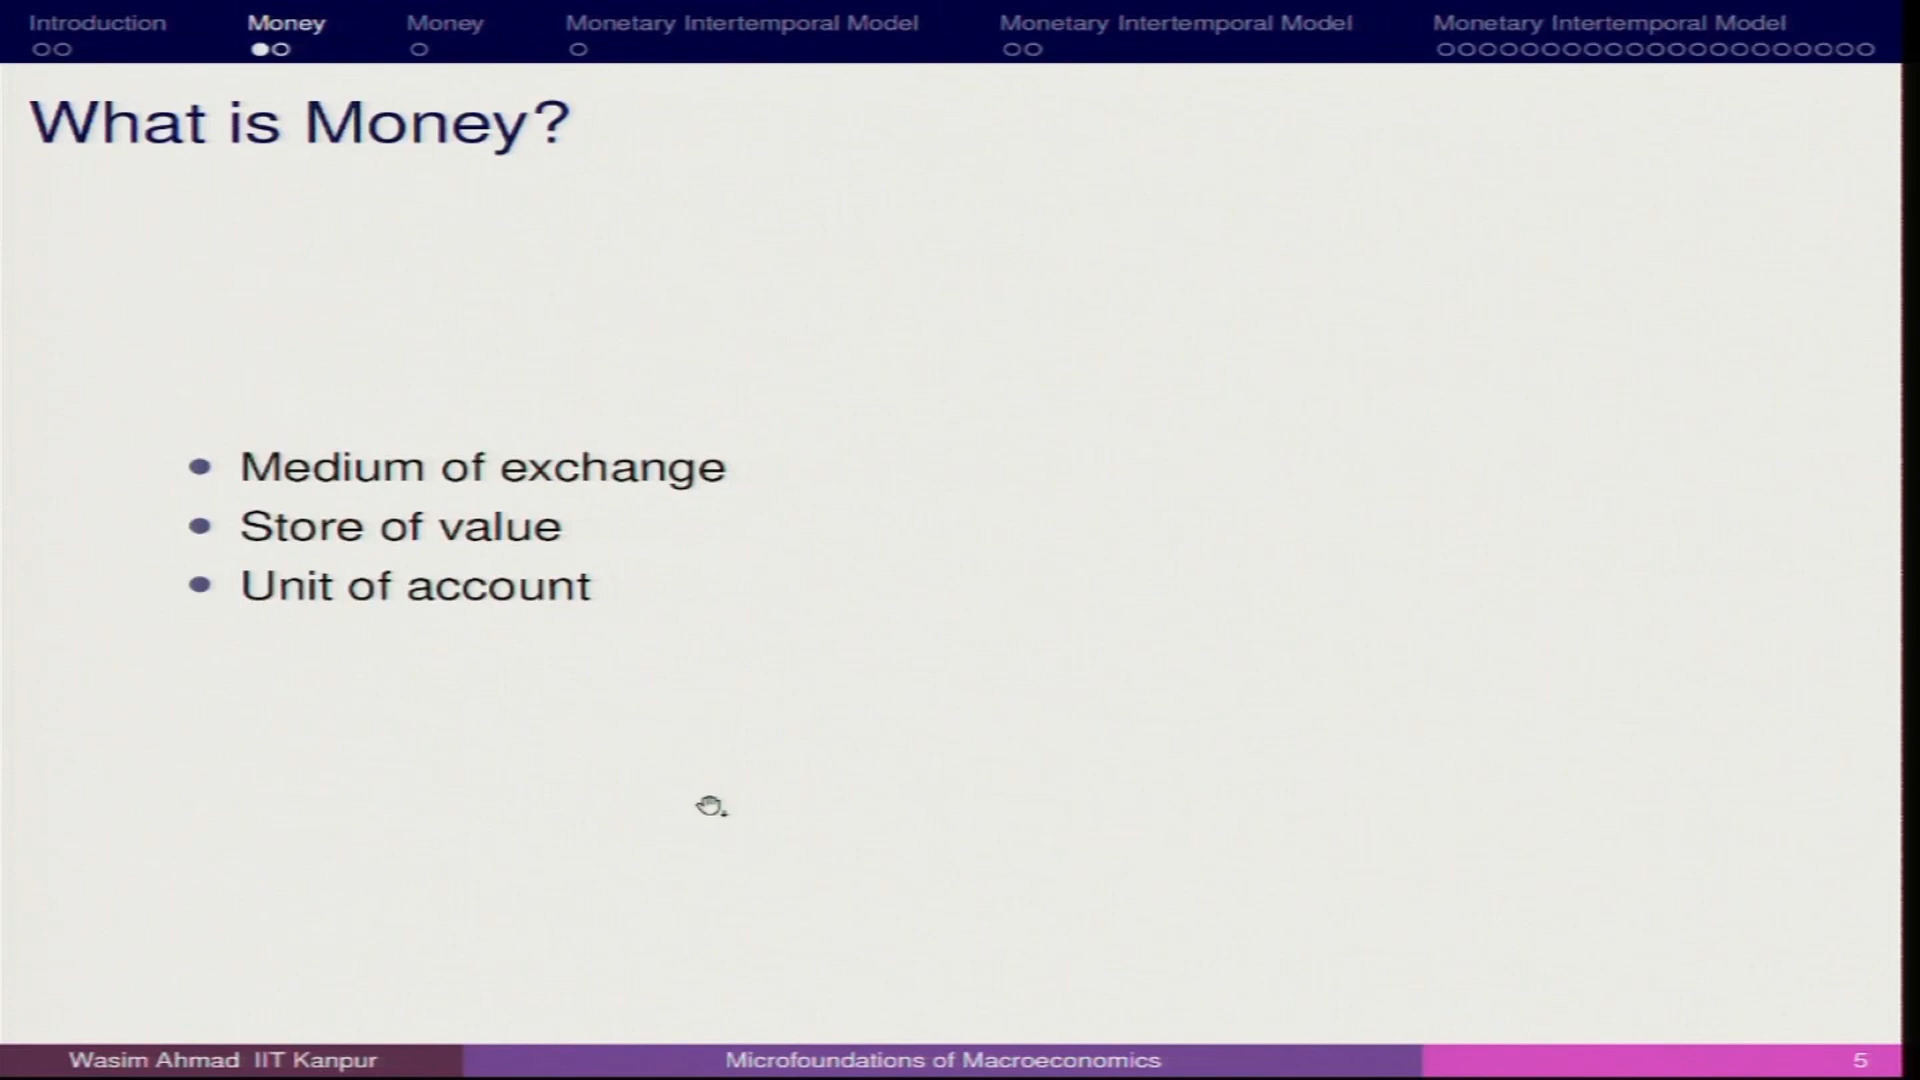 Introduction Money Money Monetary Intertemporal Model Monetary Intertemporal Model Monetary Intertemporal Model
What is Money?
Medium of exchange
Store of value
Unit of account
Wasim Ahmad IIT Kanpur Microfoundations of Macroeconomics 5